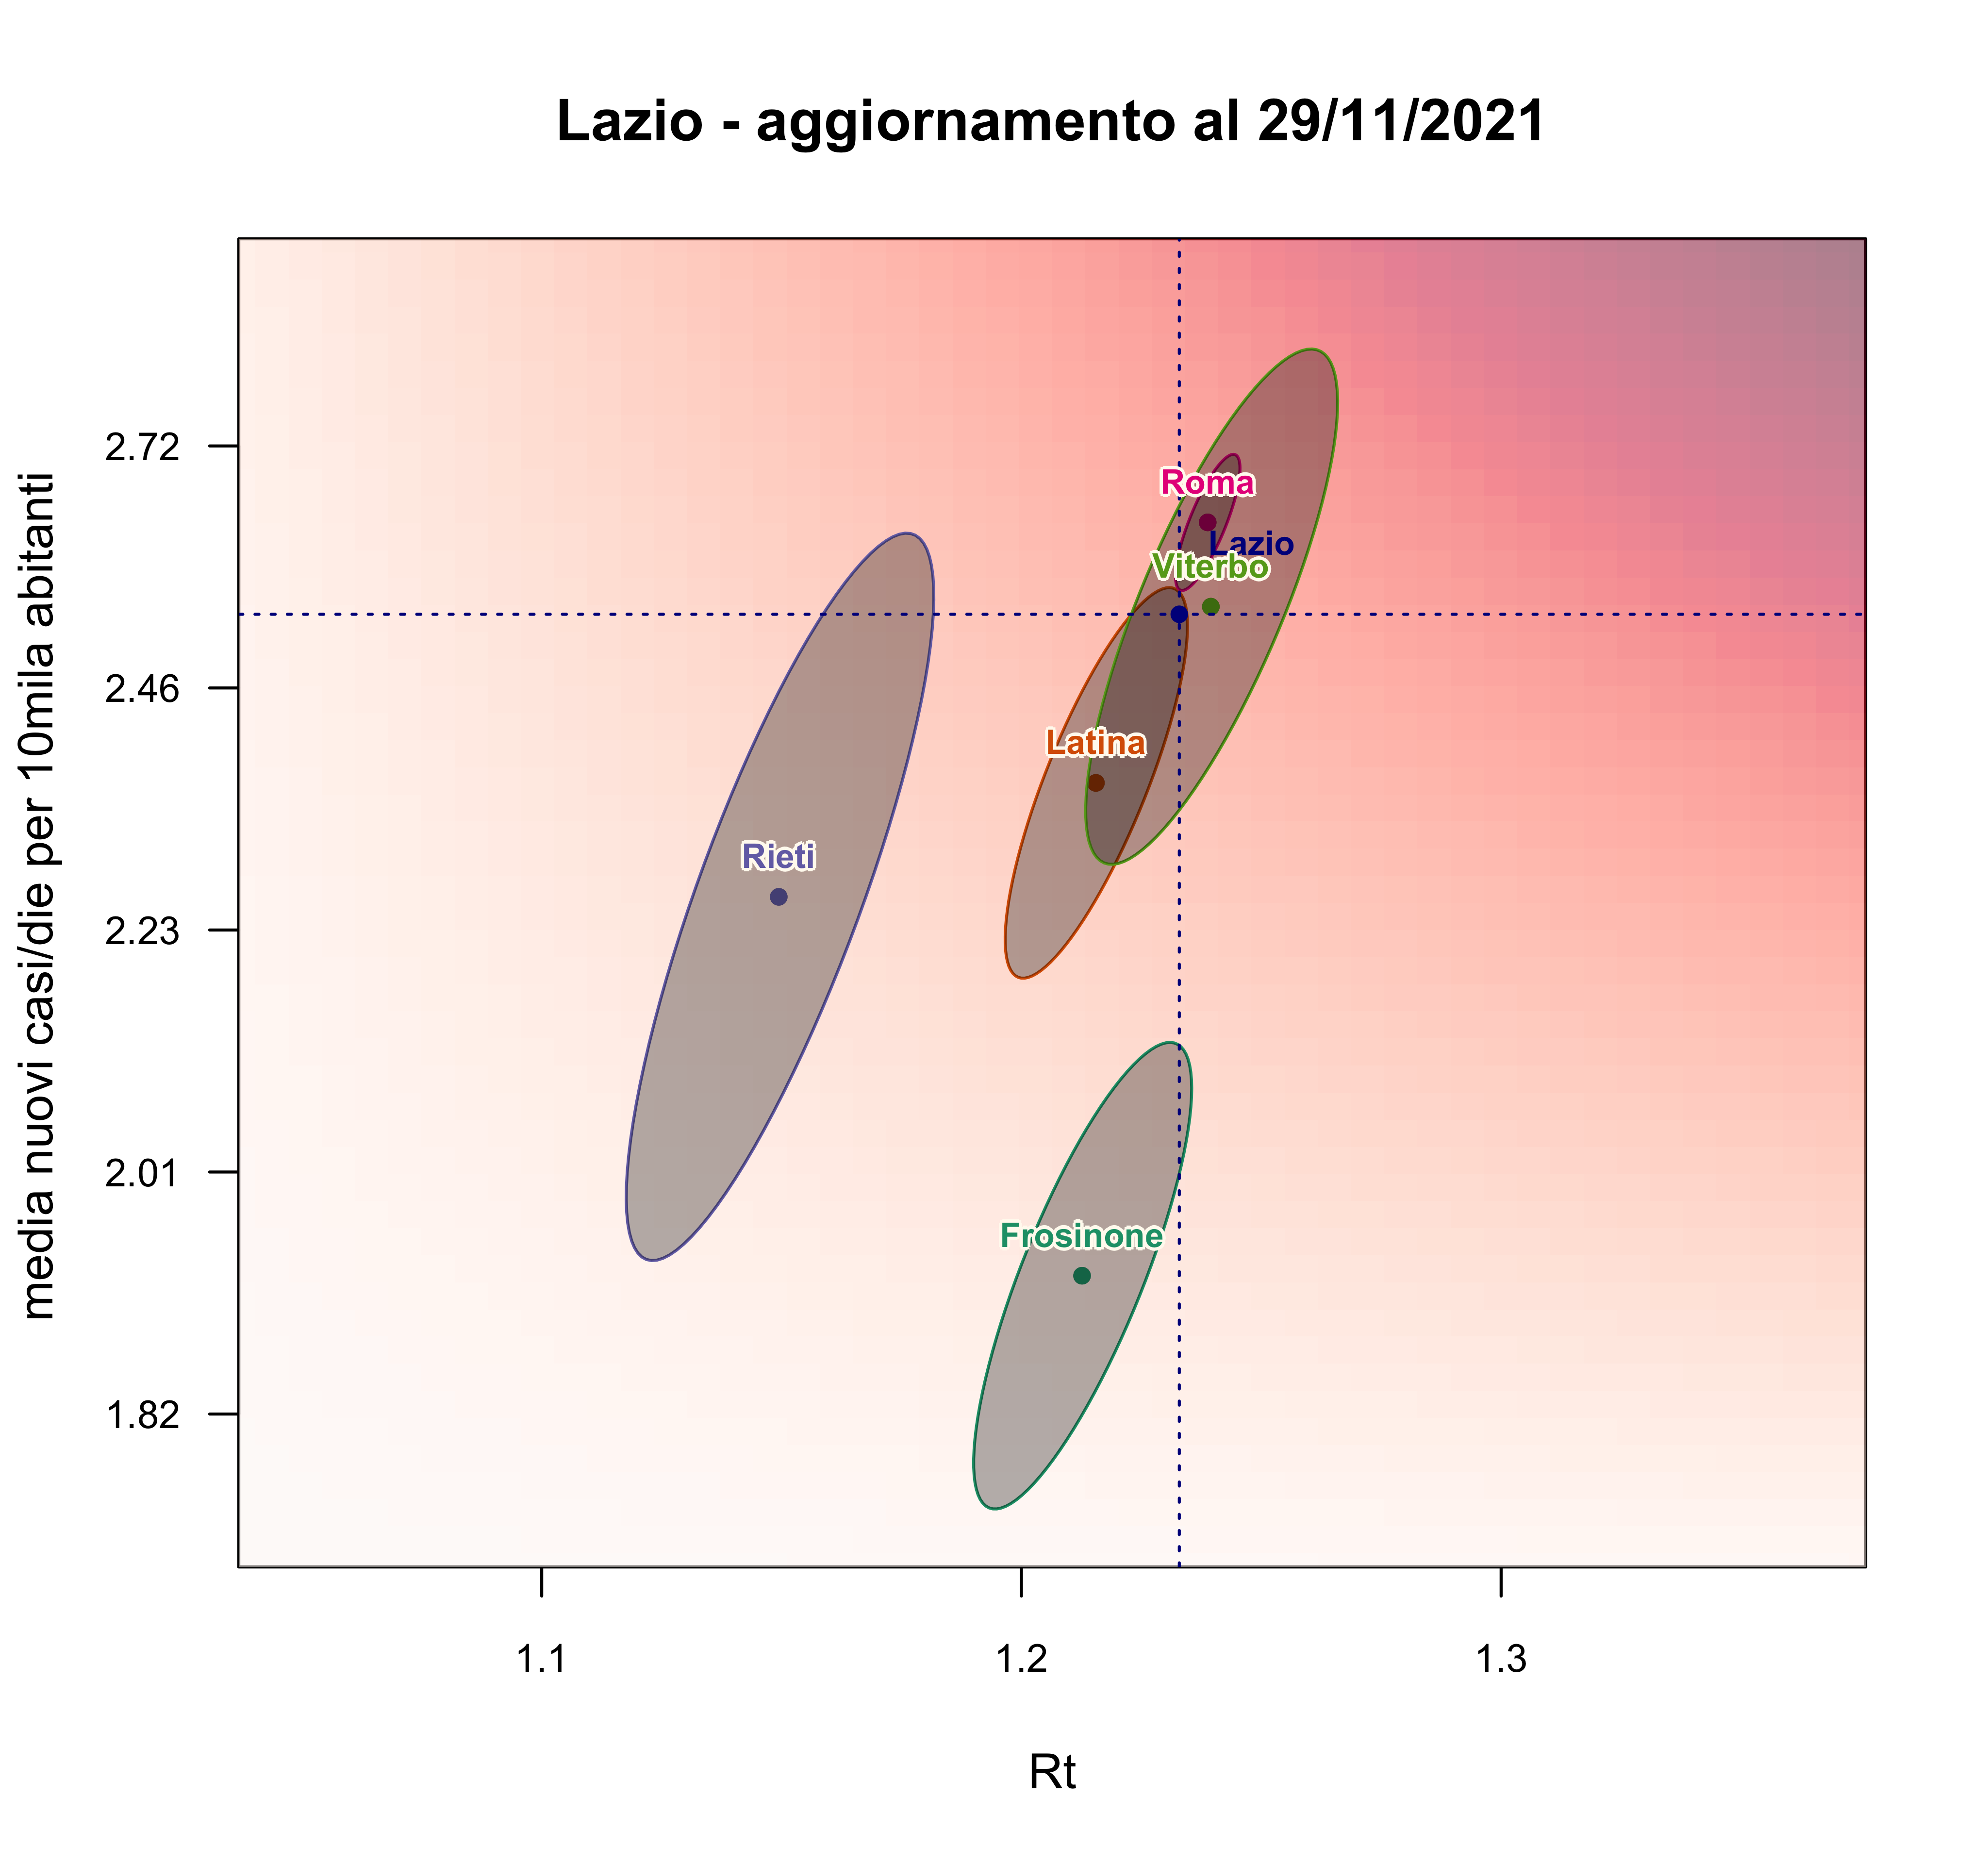 Lazio - aggiornamento al 29/11/2021
media nuovi casi/die per 10mila abitanti
2.72
2.46
2.23
2.01
1.82
Roma
Lazio
Viterbo
Latina
Rieti
Frosinone
1.1
1.2
1.3
Rt